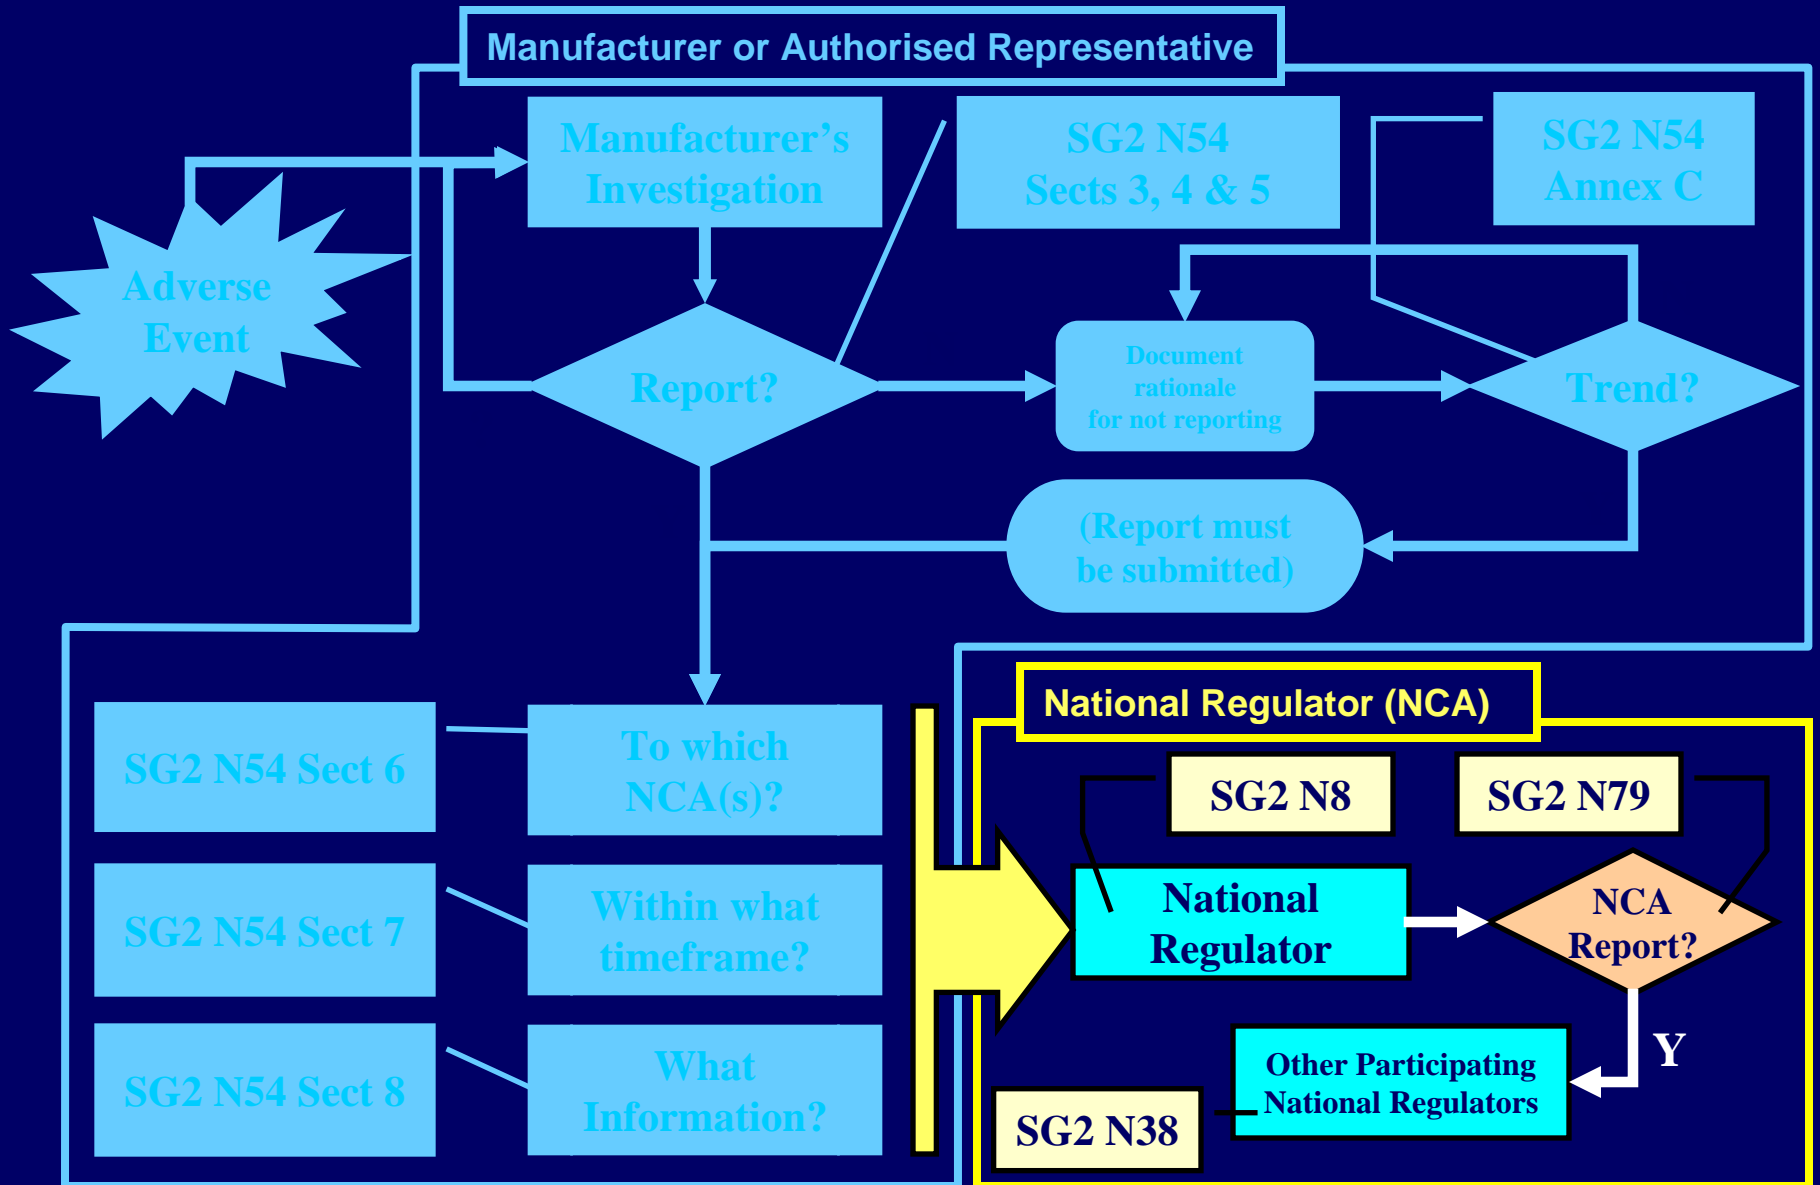 Manufacturer or Authorised Representative
Manufacturer's
Investigation
SG2 N54
Sects 3, 4 & 5
SG2 N54
Annex C
Adverse
Event
Report?
Document
rationale
for not reporting
Trend?
(Report must
be submitted)
SG2 N54 Sect 6
To which
NCA(s)?
SG2 N54 Sect 7
Within what
timeframe?
SG2 N54 Sect 8
What
Information?
National Regulator (NCA)
SG2 N8
SG2 N79
National
Regulator
NCA
Report?
Y
Other Participating
National Regulators
SG2 N38